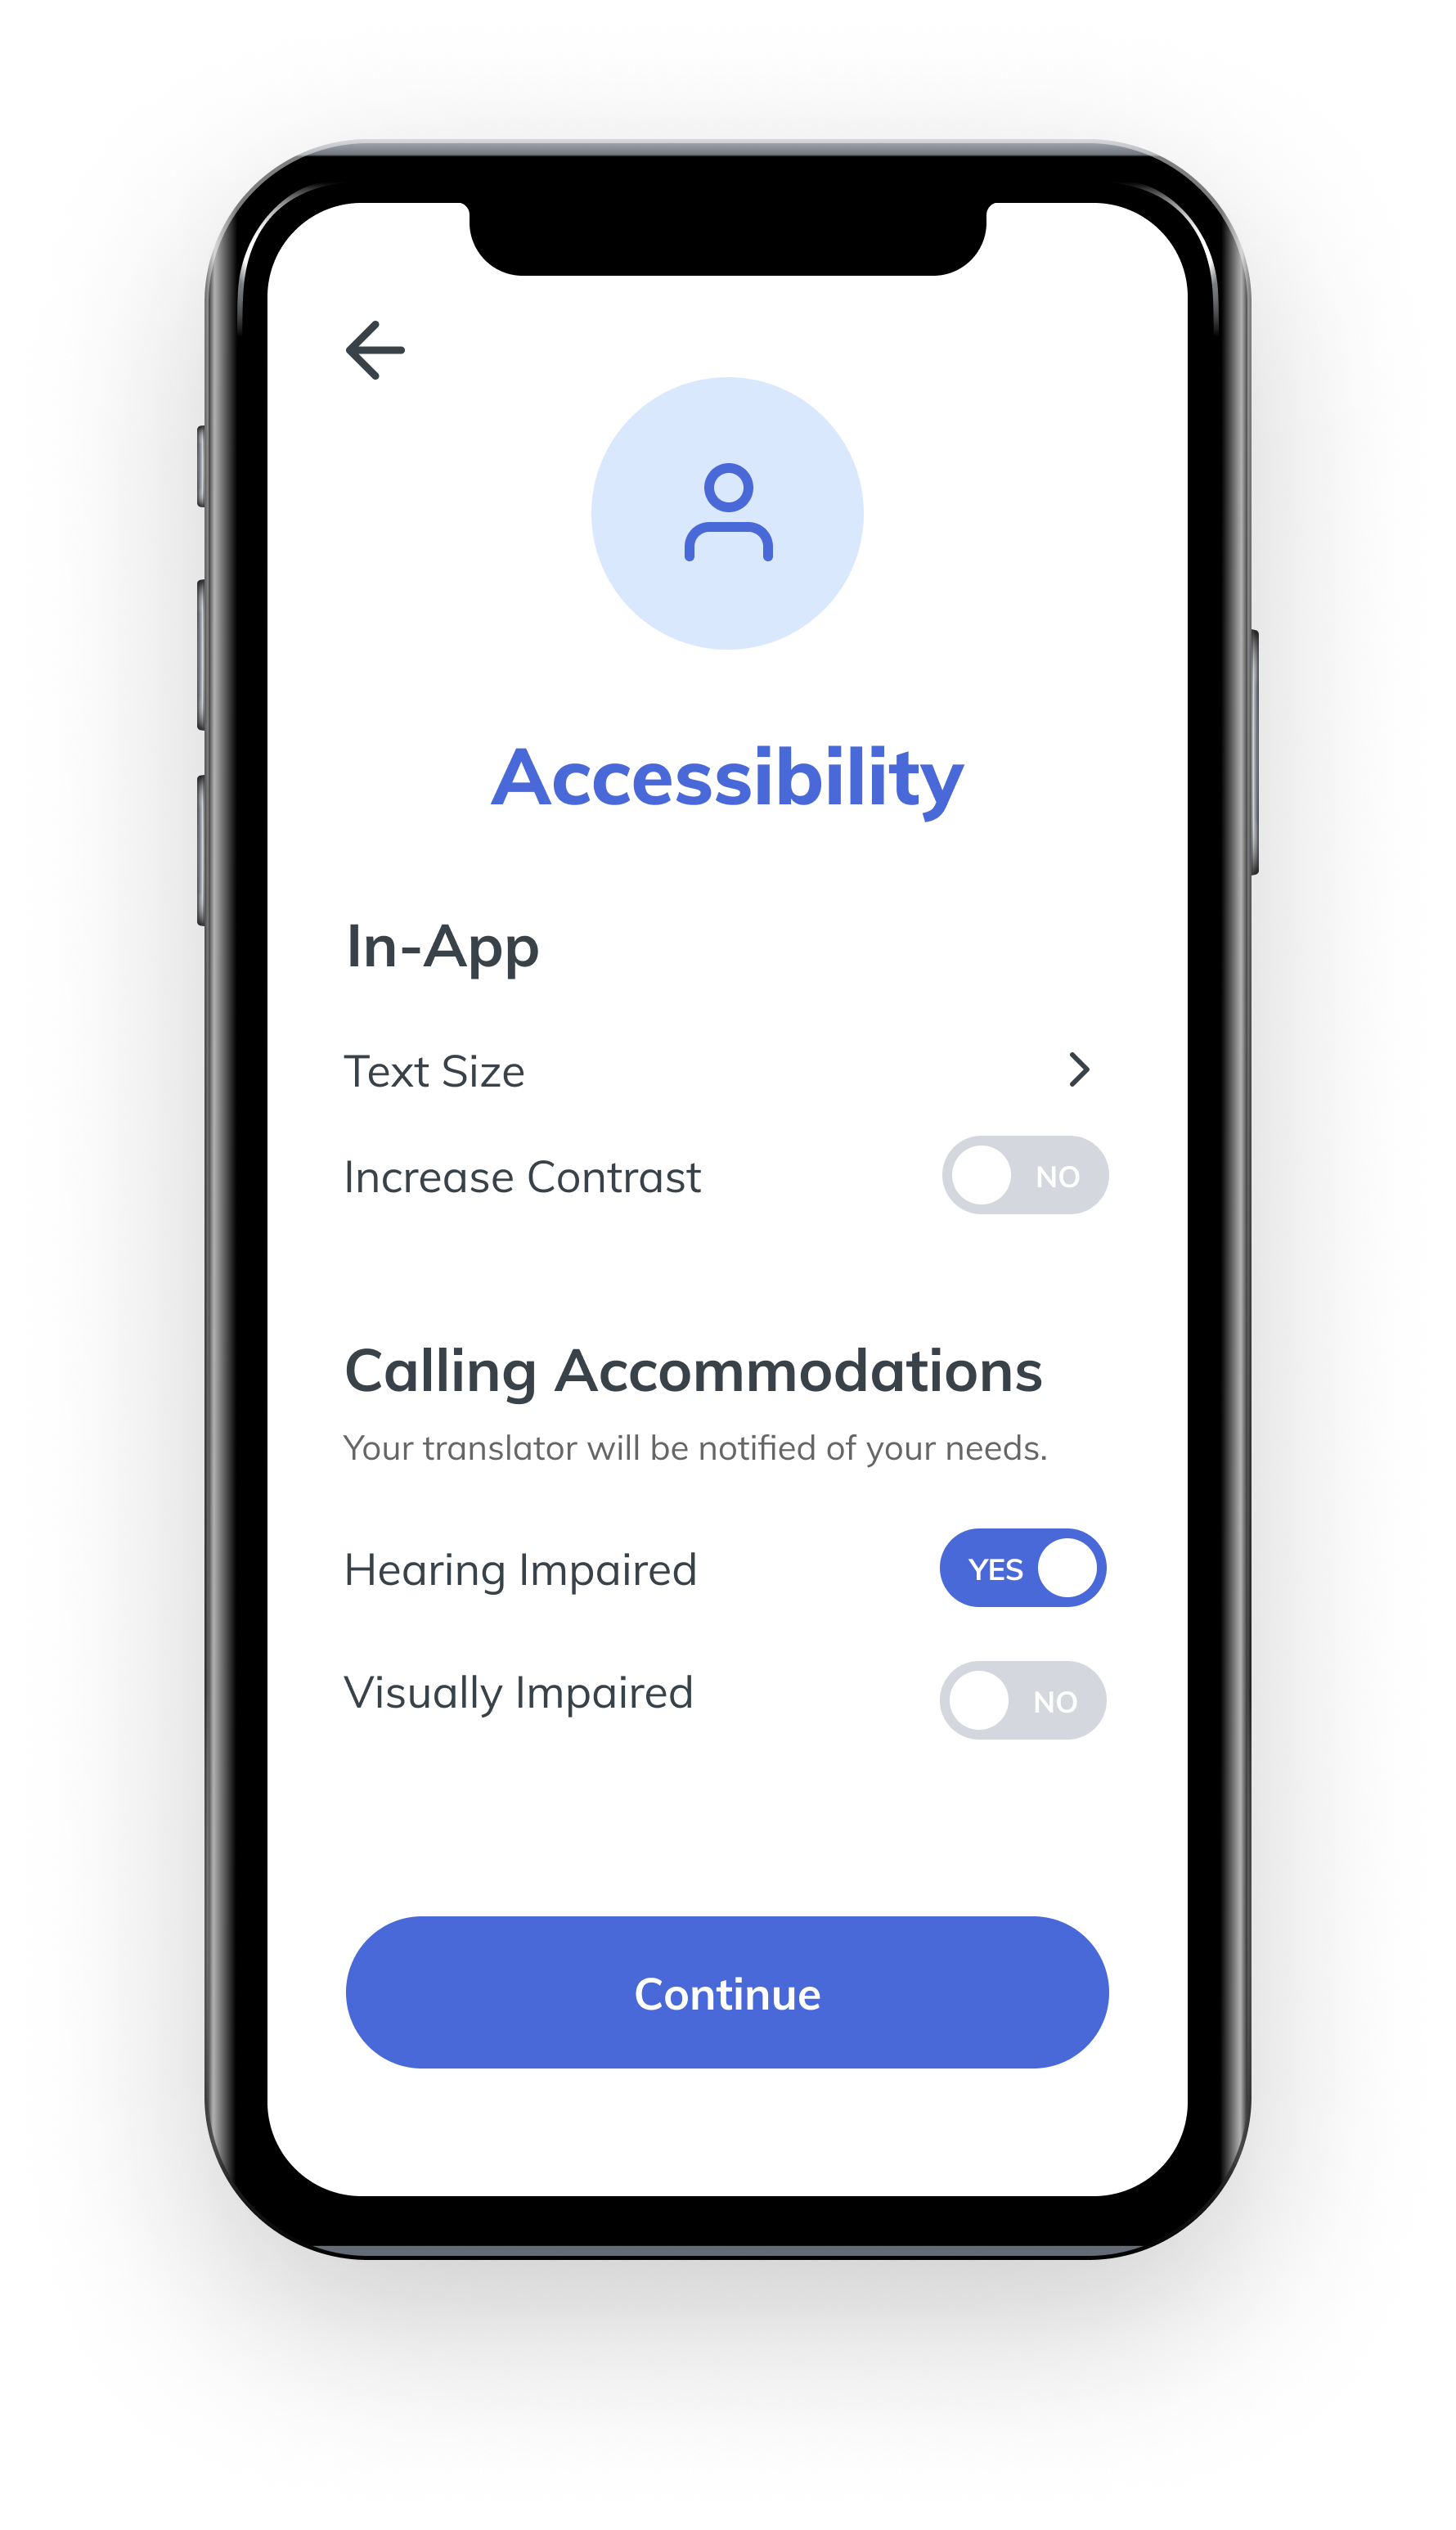 Accessibility
In-App
Text Size
Increase Contrast NO
Calling Accommodations
Your translator will be notified of your needs.
Hearing Impaired YES
Visually Impaired NO
Continue